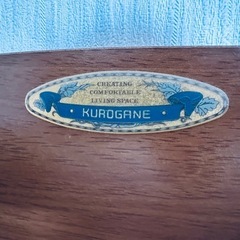 CREATING
COMFORTABLE
LIVING SPACE
KUROGANE